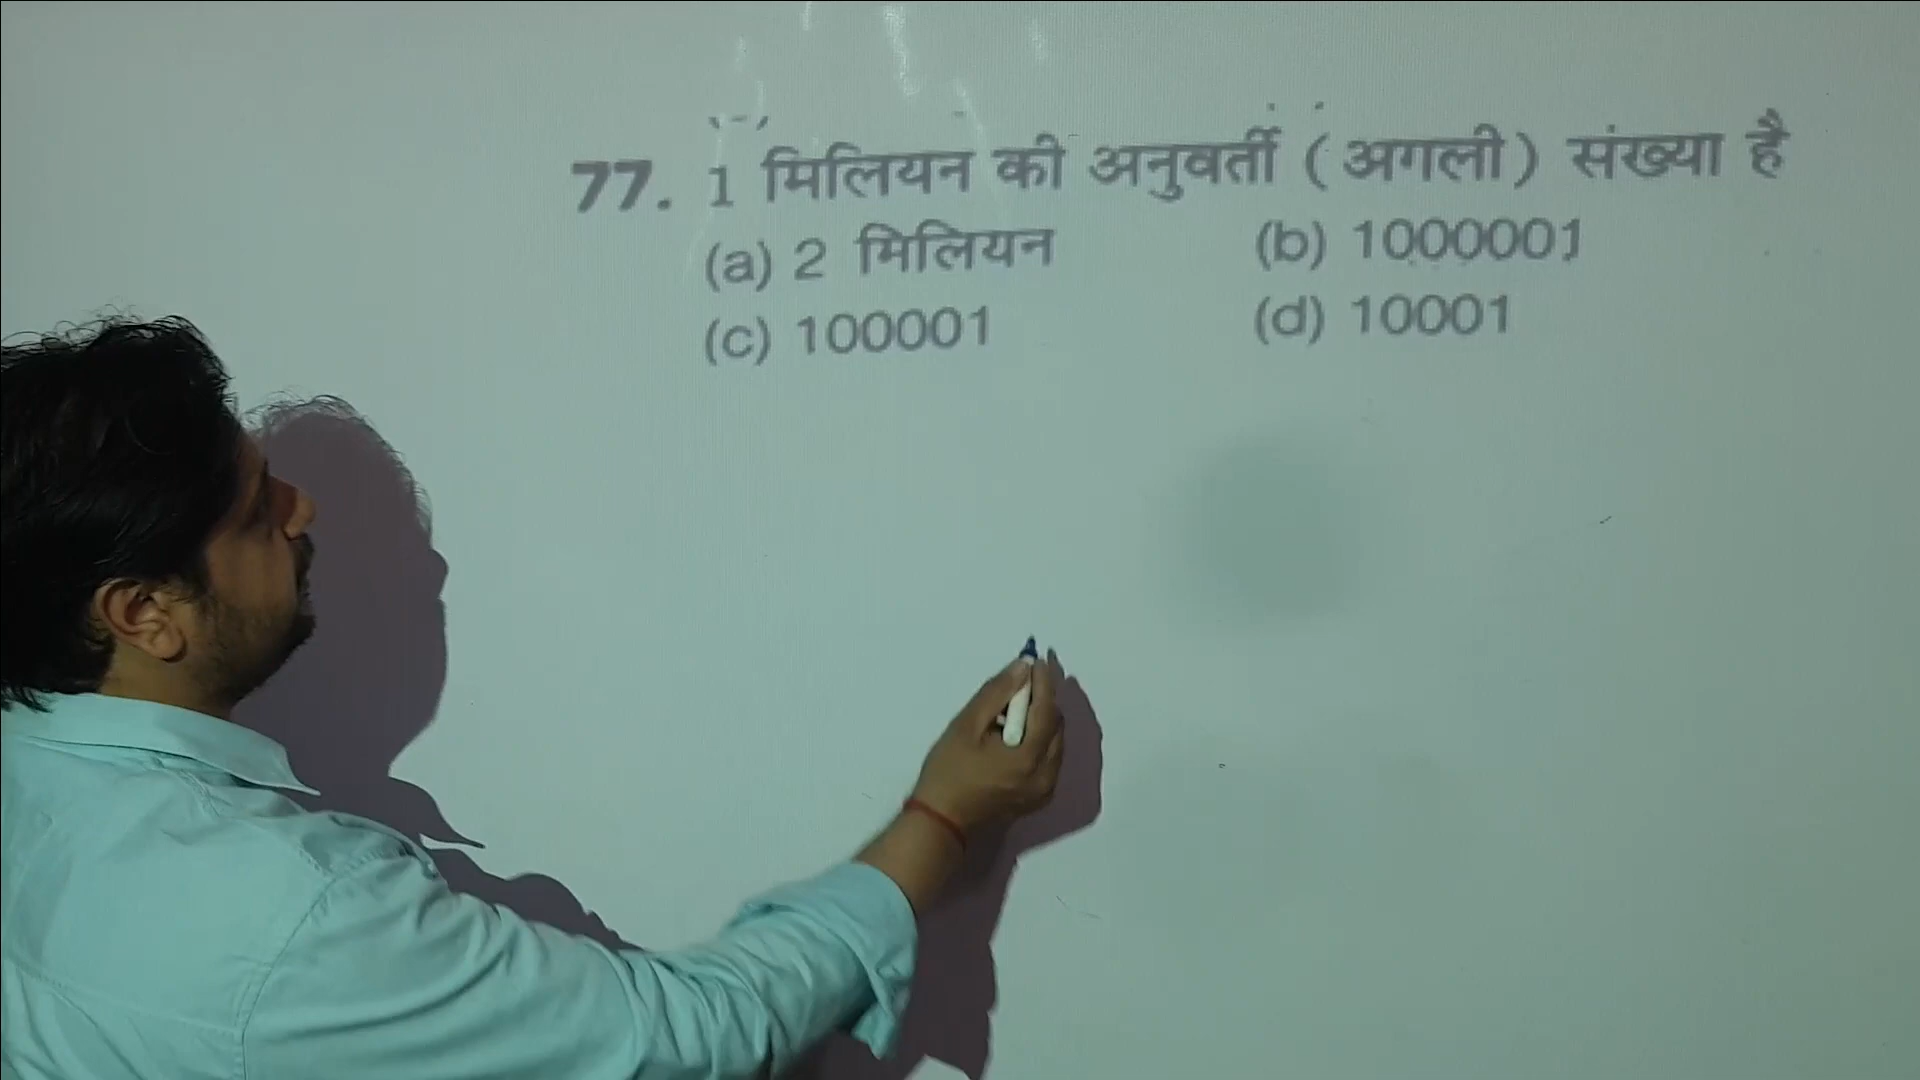 77. 1 मिलियन की अनुवर्ती ( अगली ) संख्या है
(a) 2 मिलियन (b) 1000001
(c) 100001 (d) 10001